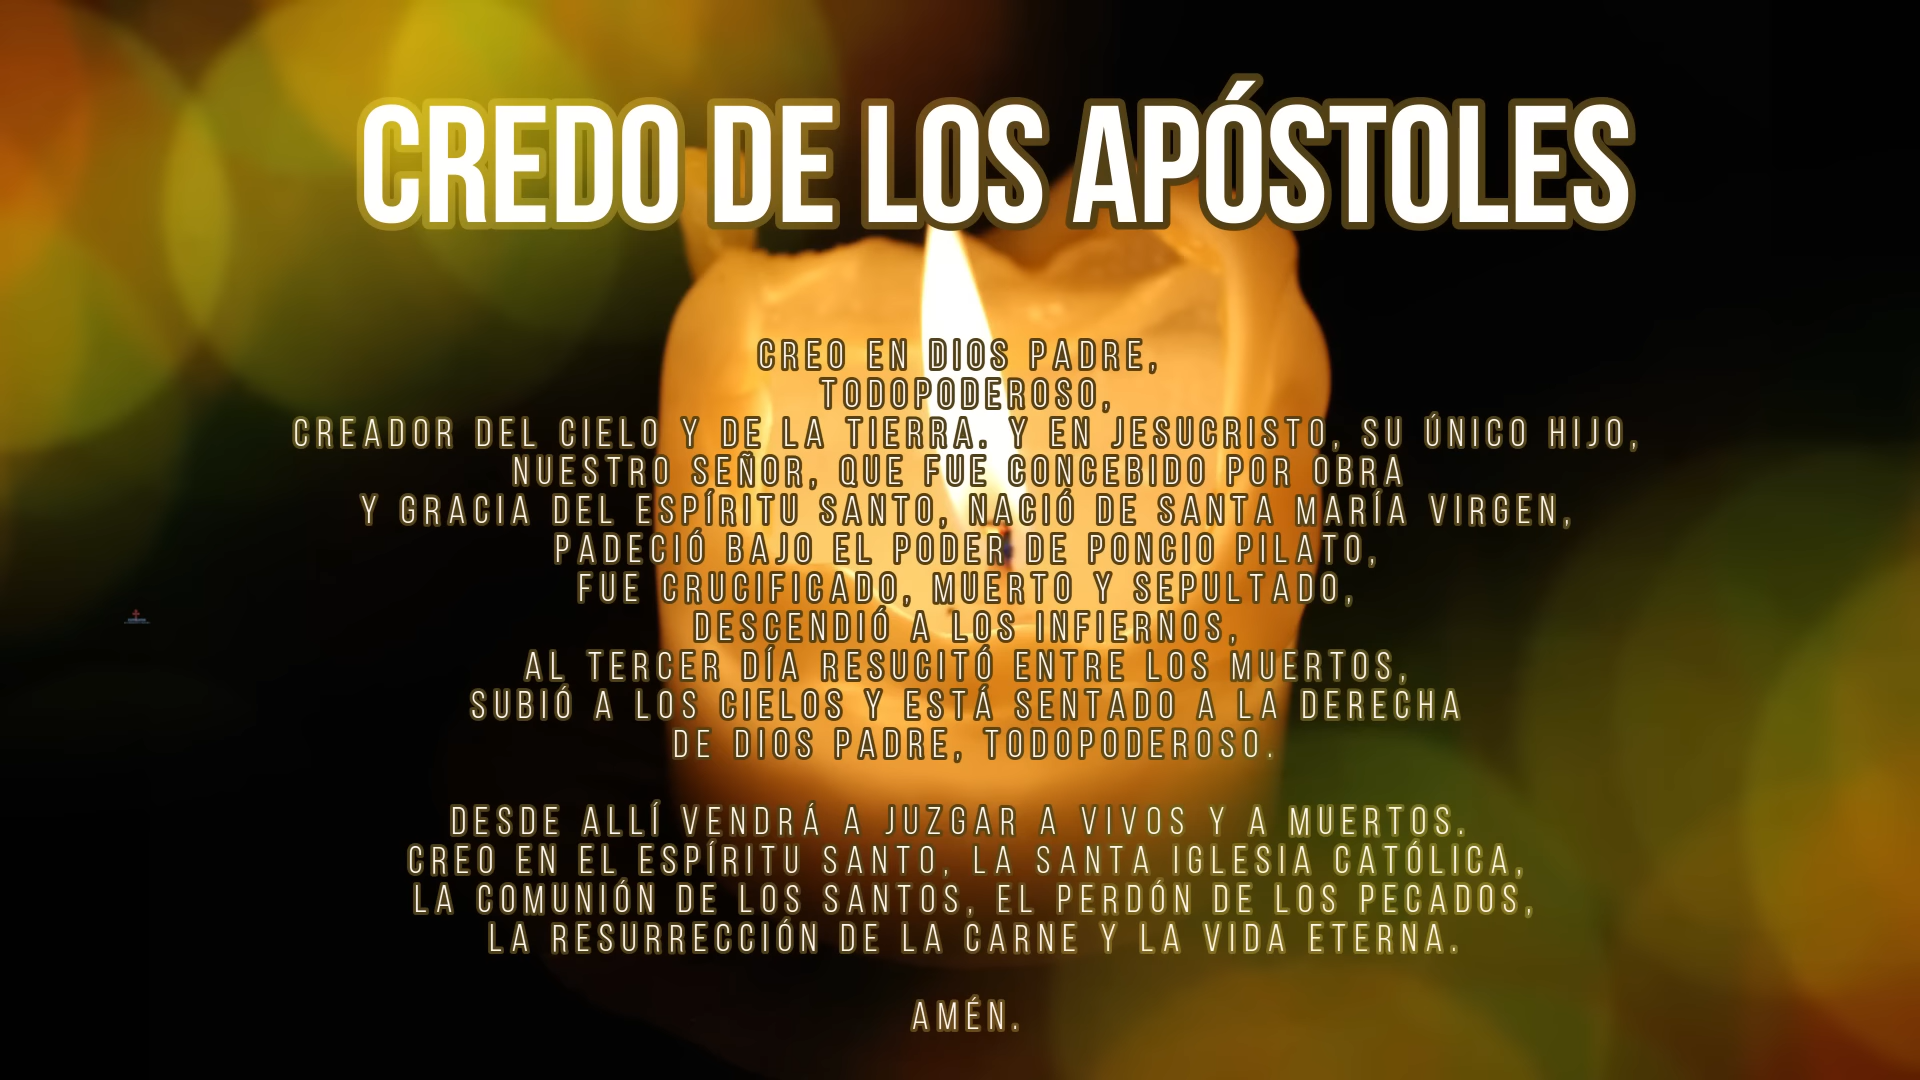 CREDO DE LOS APÓSTOLES
CREO EN DIOS PADRE,
TODOPODEROSO,
CREADOR DEL CIELO Y DE LA TIERRA. Y EN JESUCRISTO, SU ÚNICO HIJO,
NUESTRO SEÑOR, QUE FUE CONCEBIDO POR OBRA
Y GRACIA DEL ESPÍRITU SANTO, NACIÓ DE SANTA MARÍA VIRGEN,
PADECIÓ BAJO EL PODER DE PONCIO PILATO,
FUE CRUCIFICADO, MUERTO Y SEPULTADO,
DESCENDIÓ A LOS INFIERNOS,
AL TERCER DÍA RESUCITÓ ENTRE LOS MUERTOS,
SUBIÓ A LOS CIELOS Y ESTÁ SENTADO A LA DERECHA
DE DIOS PADRE, TODOPODEROSO.
DESDE ALLÍ VENDRÁ A JUZGAR A VIVOS Y A MUERTOS.
CREO EN EL ESPÍRITU SANTO, LA SANTA IGLESIA CATÓLICA,
LA COMUNIÓN DE LOS SANTOS, EL PERDÓN DE LOS PECADOS,
LA RESURRECCIÓN DE LA CARNE Y LA VIDA ETERNA.
AMÉN.